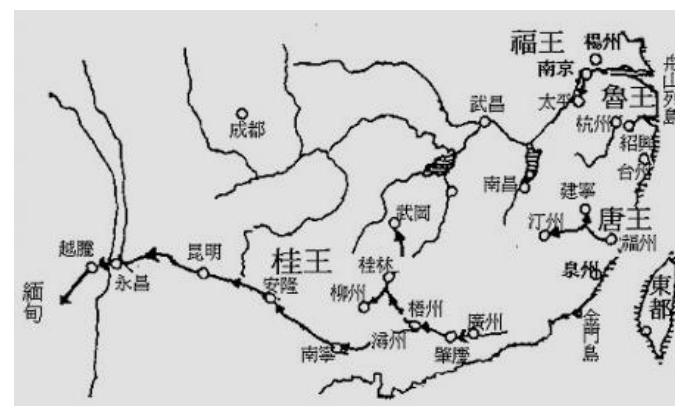 福王
楊州
南京
舟山列島
太平
魯王
杭州
紹興
台州
武昌
成都
南昌
建寧
武岡
汀州
唐王
福州
越騰
永昌
昆明
桂王
桂林
泉州
東都
緬甸
安隆
柳州
梧州
廣州
金門島
潯州
肇慶
南寧